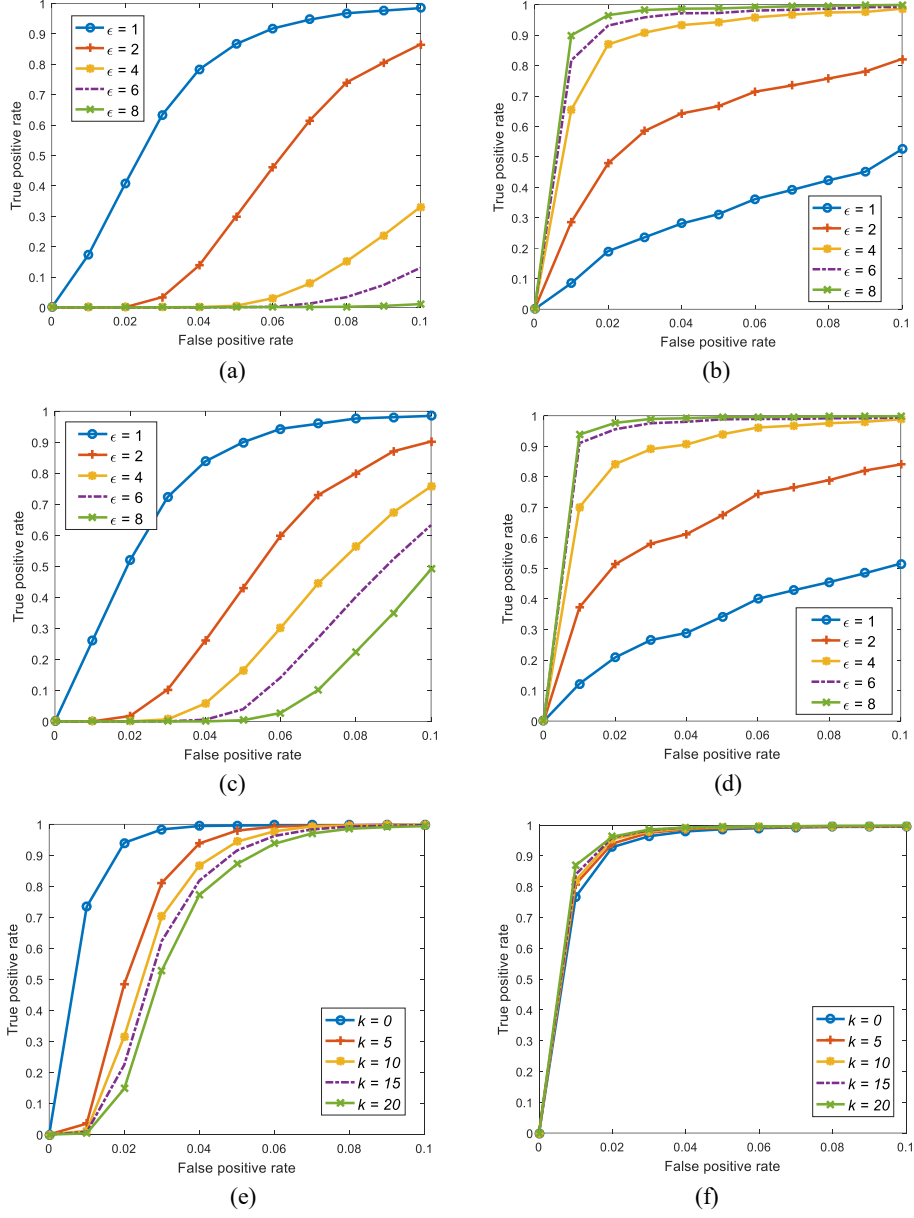 1
0.9
0.8
0.7
0.6
0.5
0.4
0.3
0.2
0.1
0
True positive rate
ϵ = 1
ϵ = 2
ϵ = 4
ϵ = 6
ϵ = 8
0 0.02 0.04 0.06 0.08 0.1
False positive rate
(a)
1
0.9
0.8
0.7
0.6
0.5
0.4
0.3
0.2
0.1
0
True positive rate
ϵ = 1
ϵ = 2
ϵ = 4
ϵ = 6
ϵ = 8
0 0.02 0.04 0.06 0.08 0.1
False positive rate
(b)
1
0.9
0.8
0.7
0.6
0.5
0.4
0.3
0.2
0.1
0
True positive rate
ϵ = 1
ϵ = 2
ϵ = 4
ϵ = 6
ϵ = 8
0 0.02 0.04 0.06 0.08 0.1
False positive rate
(c)
1
0.9
0.8
0.7
0.6
0.5
0.4
0.3
0.2
0.1
0
True positive rate
ϵ = 1
ϵ = 2
ϵ = 4
ϵ = 6
ϵ = 8
0 0.02 0.04 0.06 0.08 0.1
False positive rate
(d)
1
0.9
0.8
0.7
0.6
0.5
0.4
0.3
0.2
0.1
0
True positive rate
k = 0
k = 5
k = 10
k = 15
k = 20
0 0.02 0.04 0.06 0.08 0.1
False positive rate
(e)
1
0.9
0.8
0.7
0.6
0.5
0.4
0.3
0.2
0.1
0
True positive rate
k = 0
k = 5
k = 10
k = 15
k = 20
0 0.02 0.04 0.06 0.08 0.1
False positive rate
(f)